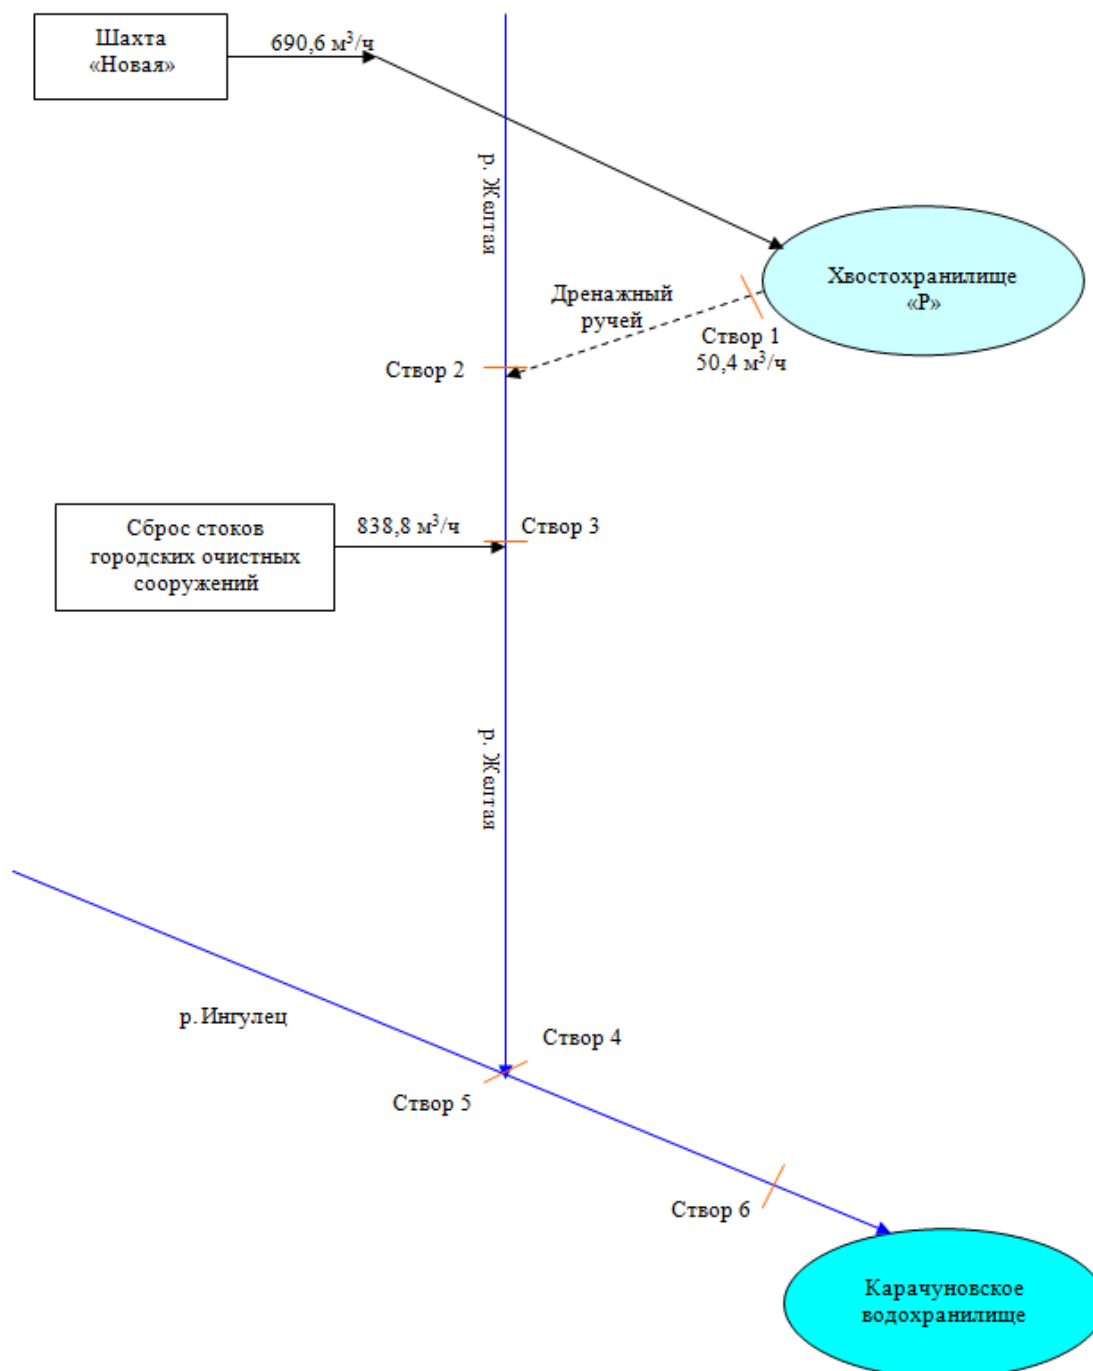 Шахта
«Новая»
690,6 м³/ч
р. Желтая
Хвостохранилище
«Р»
Дренажный
ручей
Створ 1
50,4 м³/ч
Створ 2
Сброс стоков
городских очистных
сооружений
838,8 м³/ч
Створ 3
р. Желтая
р. Ингулец
Створ 4
Створ 5
Створ 6
Карачуновское
водохранилище